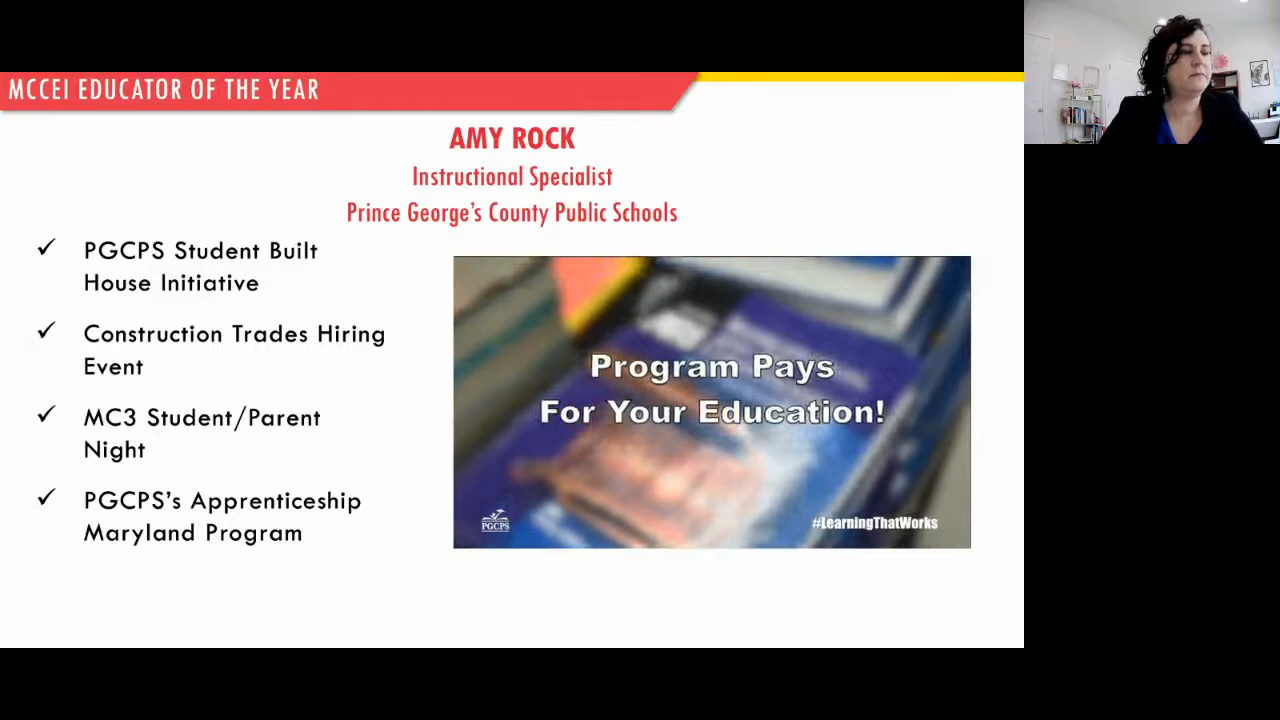 MCCEI EDUCATOR OF THE YEAR
AMY ROCK
Instructional Specialist
Prince George's County Public Schools
✓ PGCPS Student Built
House Initiative
✓ Construction Trades Hiring
Event
✓ MC3 Student/Parent
Night
✓ PGCPS's Apprenticeship
Maryland Program
Program Pays
For Your Education!
PGCPS
#LearningThatWorks